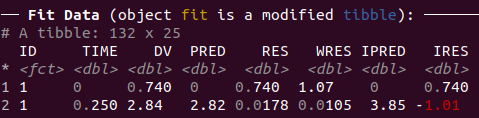 ── Fit Data (object fit is a modified tibble): ──
# A tibble: 132 x 25
ID TIME DV PRED RES WRES IPRED IRES
* <fct> <dbl> <dbl> <dbl> <dbl> <dbl> <dbl> <dbl>
1 1 0 0.740 0 0.740 1.07 0 0.740
2 1 0.250 2.84 2.82 0.0178 0.0105 3.85 -1.01